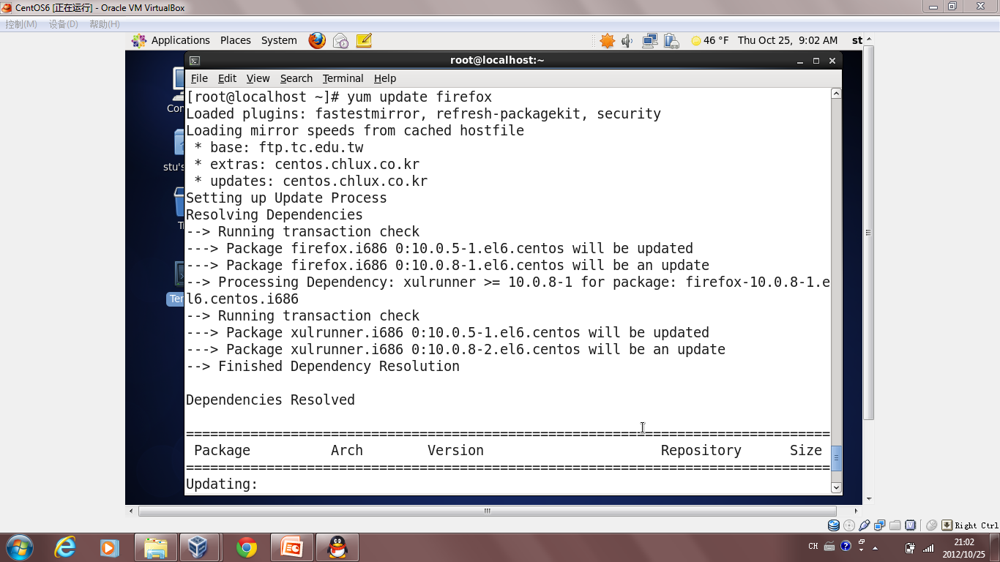 CentOS6 [正在运行] - Oracle VM VirtualBox
控制(M) 设备(D) 帮助(H)
Applications Places System 46 °F Thu Oct 25, 9:02 AM st
root@localhost:~
File Edit View Search Terminal Help
[root@localhost ~]# yum update firefox
Loaded plugins: fastestmirror, refresh-packagekit, security
Loading mirror speeds from cached hostfile
* base: ftp.tc.edu.tw
* extras: centos.chlux.co.kr
* updates: centos.chlux.co.kr
Setting up Update Process
Resolving Dependencies
--> Running transaction check
---> Package firefox.i686 0:10.0.5-1.el6.centos will be updated
---> Package firefox.i686 0:10.0.8-1.el6.centos will be an update
--> Processing Dependency: xulrunner >= 10.0.8-1 for package: firefox-10.0.8-1.e
l6.centos.i686
--> Running transaction check
---> Package xulrunner.i686 0:10.0.5-1.el6.centos will be updated
---> Package xulrunner.i686 0:10.0.8-2.el6.centos will be an update
--> Finished Dependency Resolution
Dependencies Resolved
================================================================================
Package Arch Version Repository Size
================================================================================
Updating:
Con
stu's
T
Ter
Right Ctrl
CH 21:02
2012/10/25